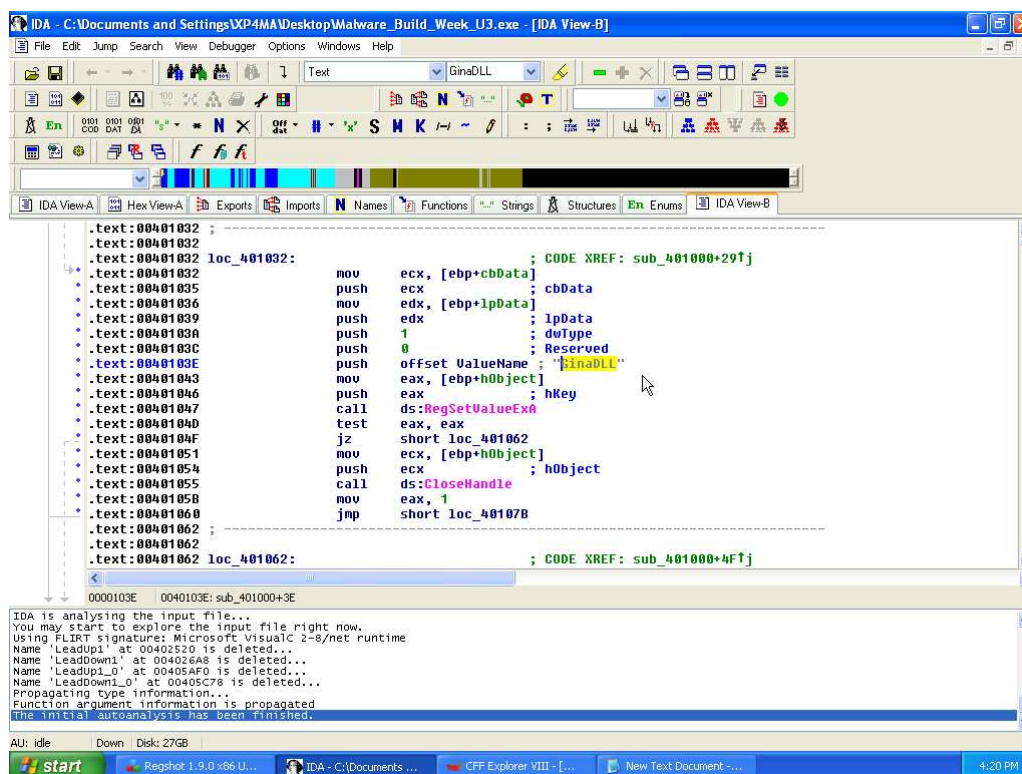 IDA - C:\Documents and Settings\XP4MA\Desktop\Malware_Build_Week_U3.exe - [IDA View-B]
File Edit Jump Search View Debugger Options Windows Help
Text GinaDLL
En
IDA View-A Hex View-A Exports Imports N Names Functions Strings Structures En Enums IDA View-B
.text:00401032 ; ---------------------------------------------------------------------------
.text:00401032
.text:00401032 loc_401032: ; CODE XREF: sub_401000+29↑j
.text:00401032 mov ecx, [ebp+cbData]
.text:00401035 push ecx ; cbData
.text:00401036 mov edx, [ebp+lpData]
.text:00401039 push edx ; lpData
.text:0040103A push 1 ; dwType
.text:0040103C push 0 ; Reserved
.text:0040103E push offset ValueName ; "GinaDLL"
.text:00401043 mov eax, [ebp+hObject]
.text:00401046 push eax ; hKey
.text:00401047 call ds:RegSetValueExA
.text:0040104D test eax, eax
.text:0040104F jz short loc_401062
.text:00401051 mov ecx, [ebp+hObject]
.text:00401054 push ecx ; hObject
.text:00401055 call ds:CloseHandle
.text:0040105B mov eax, 1
.text:00401060 jmp short loc_40107B
.text:00401062 ; ---------------------------------------------------------------------------
.text:00401062
.text:00401062 loc_401062: ; CODE XREF: sub_401000+4F↑j
0000103E 0040103E: sub_401000+3E
IDA is analysing the input file...
You may start to explore the input file right now.
Using FLIRT signature: Microsoft VisualC 2-8/net runtime
Name 'LeadUp1' at 00402520 is deleted...
Name 'LeadDown1' at 004026A8 is deleted...
Name 'LeadUp1_0' at 00405AF0 is deleted...
Name 'LeadDown1_0' at 00405C78 is deleted...
Propagating type information...
Function argument information is propagated
The initial autoanalysis has been finished.
AU: idle Down Disk: 27GB
start Regshot 1.9.0 x86 U... IDA - C:\Documents ... CFF Explorer VIII - [... New Text Document -... 4:20 PM